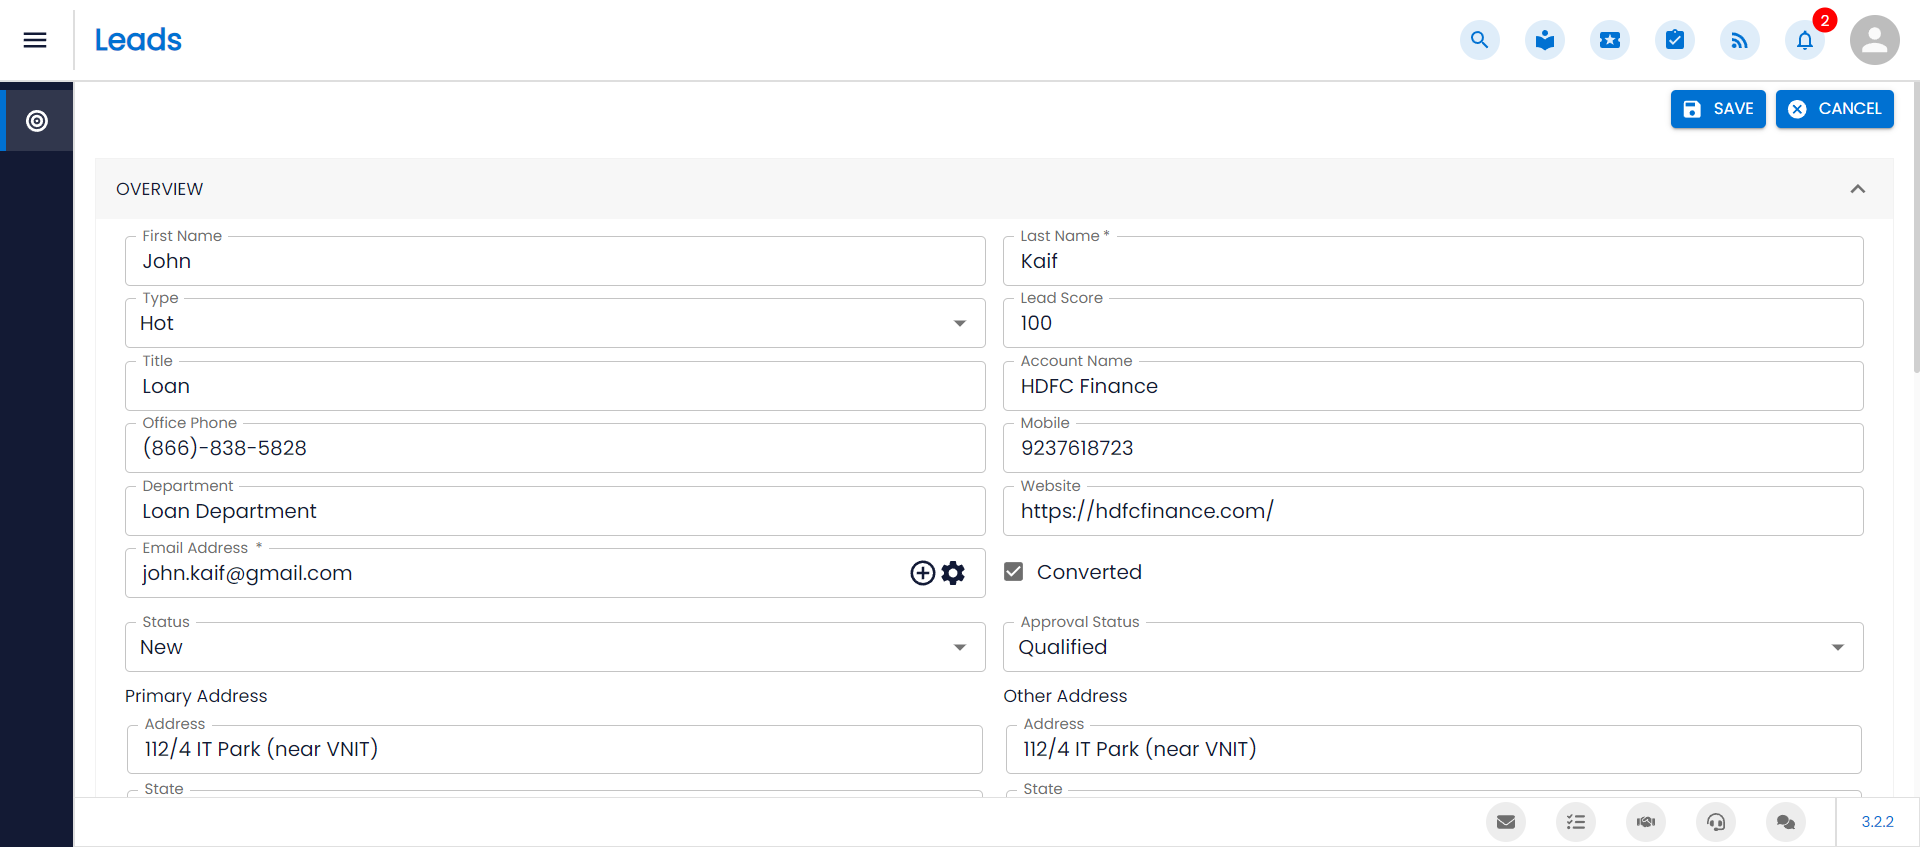 Leads
2
SAVE
CANCEL
OVERVIEW
First Name
John
Last Name *
Kaif
Type
Hot
Lead Score
100
Title
Loan
Account Name
HDFC Finance
Office Phone
(866)-838-5828
Mobile
9237618723
Department
Loan Department
Website
https://hdfcfinance.com/
Email Address *
john.kaif@gmail.com
Converted
Status
New
Approval Status
Qualified
Primary Address
Other Address
Address
112/4 IT Park (near VNIT)
Address
112/4 IT Park (near VNIT)
State
State
3.2.2